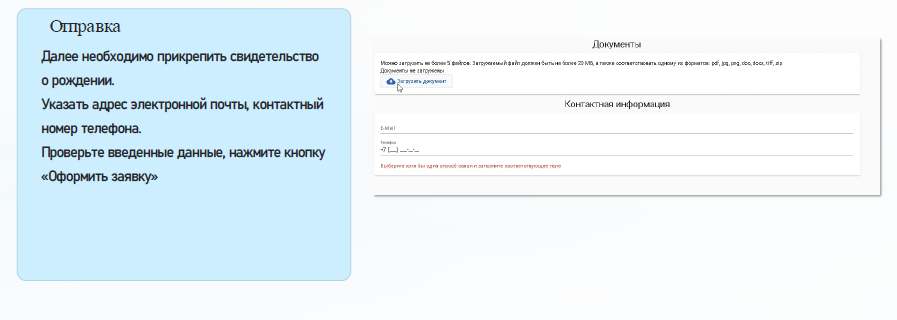 Отправка
Далее необходимо прикрепить свидетельство
о рождении.
Указать адрес электронной почты, контактный
номер телефона.
Проверьте введенные данные, нажмите кнопку
«Оформить заявку»
Документы
Можно загрузить не более 5 файлов. Загружаемый файл должен быть не более 20 МБ, а также соответствовать одному из форматов: pdf, jpg, png, doc, docx, tiff, zip
Документы не загружены
Загрузить документ
Контактная информация
E-Mail
Телефон
+7 (__) __-_-_
Выберите хотя бы один способ связи и заполните соответствующее поле